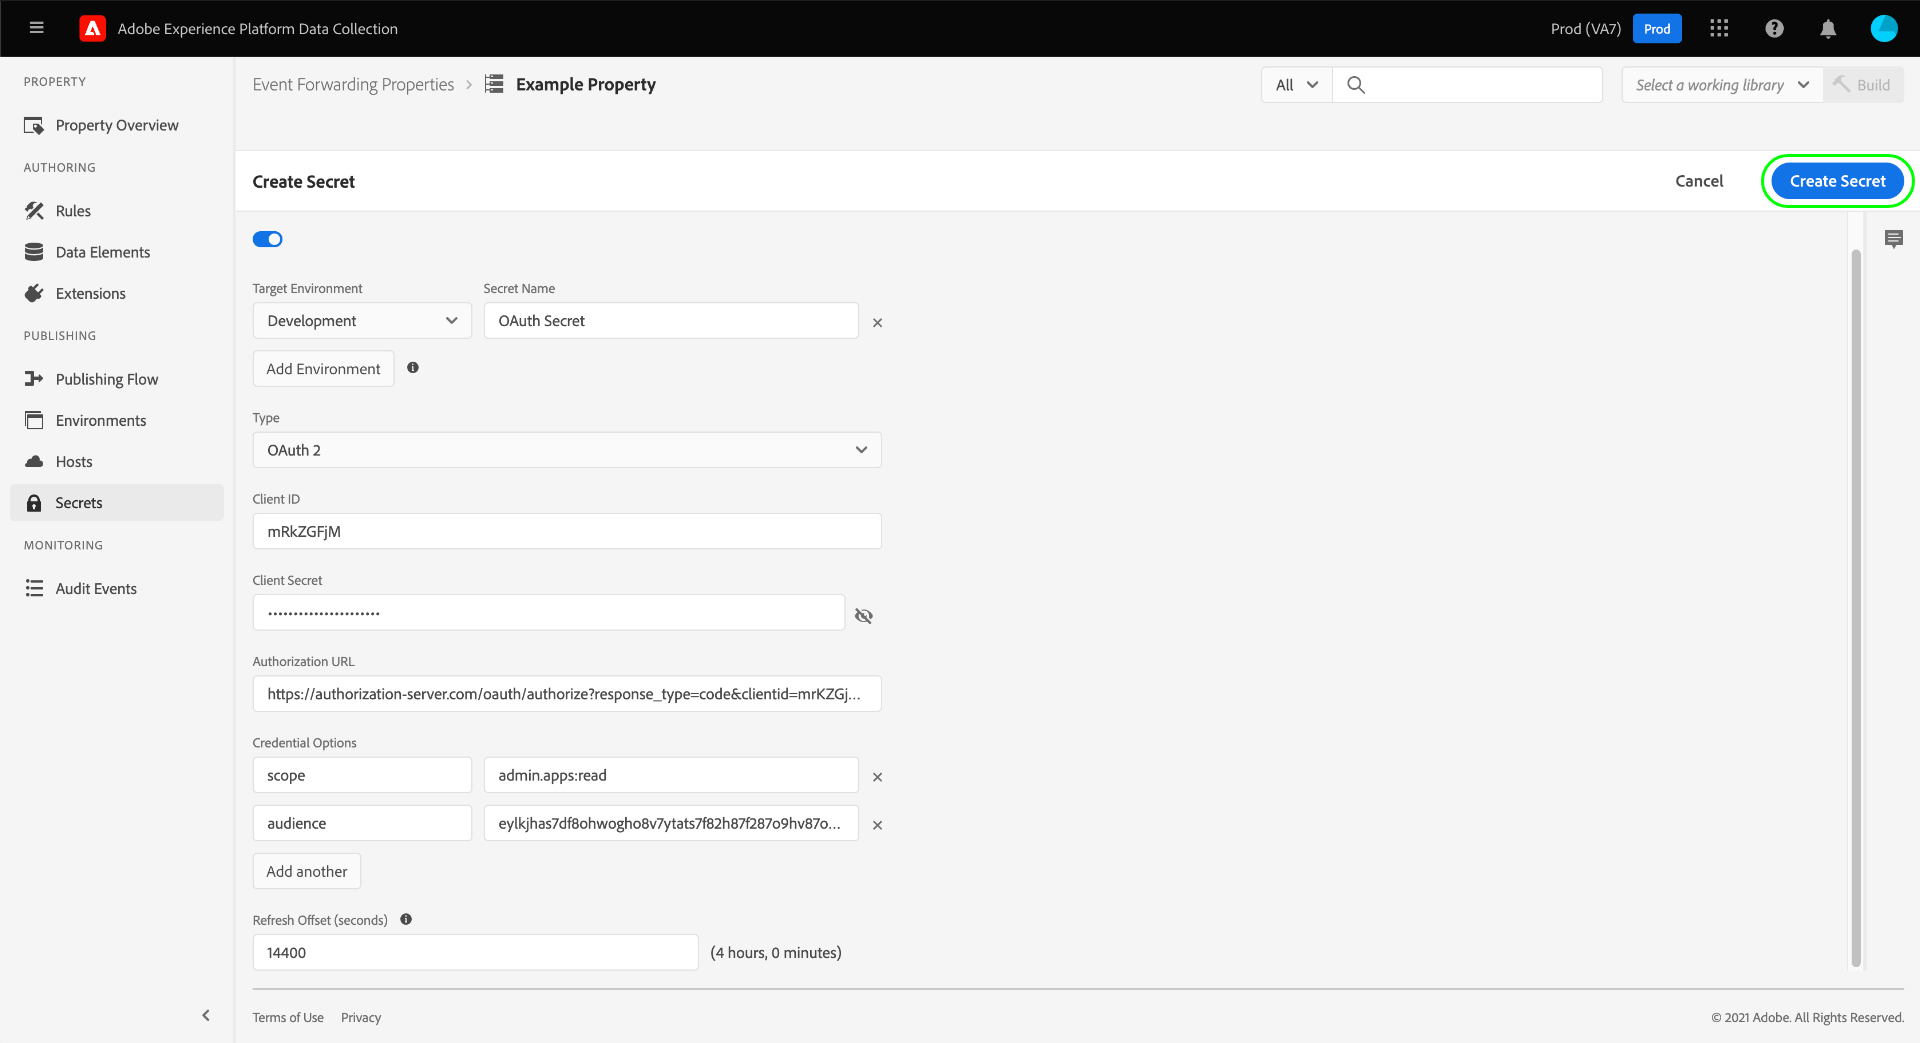 Adobe Experience Platform Data Collection
Prod (VA7)
Prod
PROPERTY
Property Overview
AUTHORING
Rules
Data Elements
Extensions
PUBLISHING
Publishing Flow
Environments
Hosts
Secrets
MONITORING
Audit Events
Event Forwarding Properties
Example Property
All
Select a working library
Build
Create Secret
Cancel
Create Secret
Target Environment
Secret Name
Development
OAuth Secret
Add Environment
Type
OAuth 2
Client ID
mRkZGFjM
Client Secret
••••••••••••••••••••••
Authorization URL
https://authorization-server.com/oauth/authorize?response_type=code&clientid=mrKZGj...
Credential Options
scope
admin.apps:read
audience
eylkjhas7df8ohwogho8v7ytats7f82h87f287o9hv87o...
Add another
Refresh Offset (seconds)
14400
(4 hours, 0 minutes)
Terms of Use
Privacy
© 2021 Adobe. All Rights Reserved.